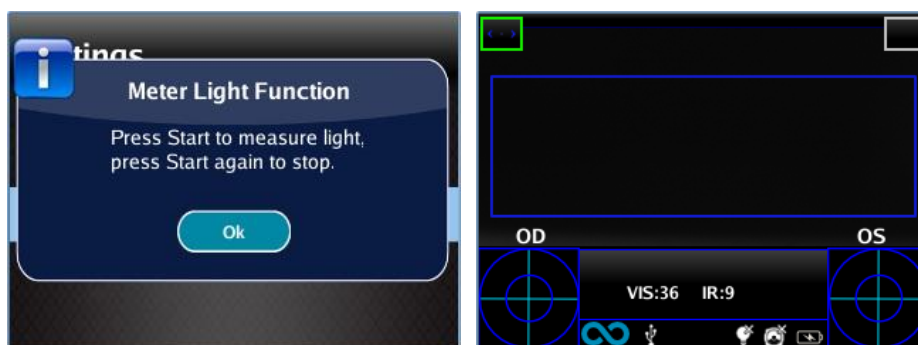 tings
Meter Light Function
Press Start to measure light,
press Start again to stop.
Ok
OD
OS
VIS:36 IR:9